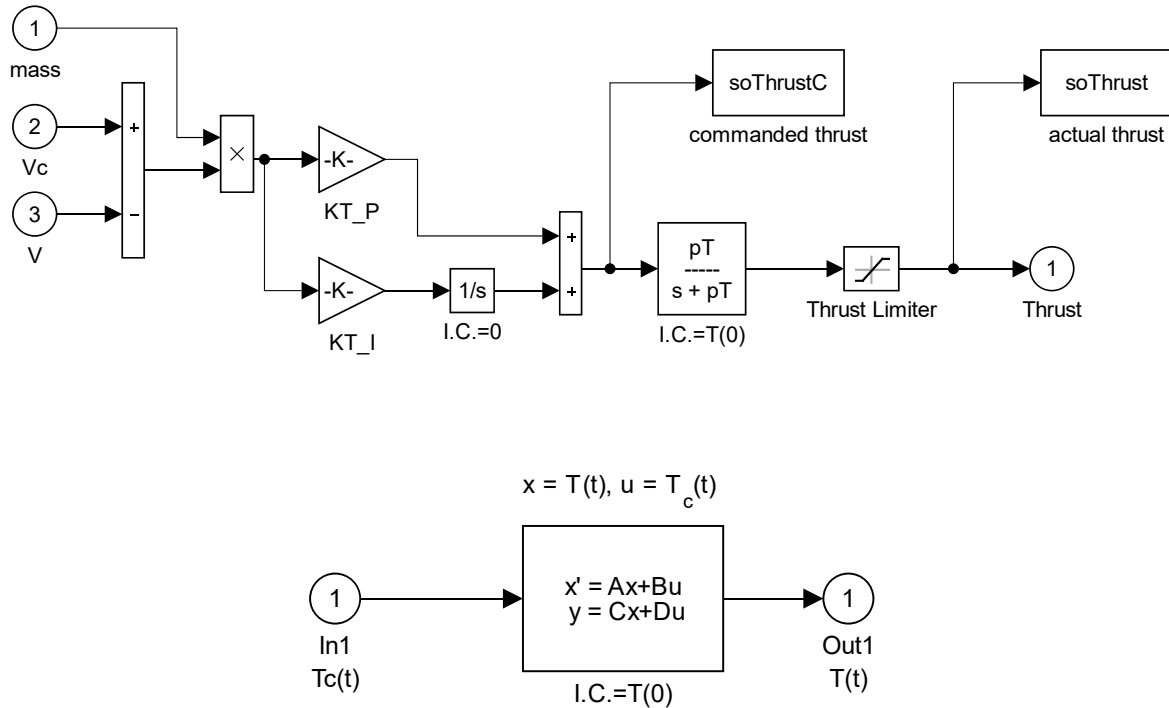 1
mass
2
Vc
3
V
+
−
×
-K-
KT_P
-K-
KT_I
1/s
I.C.=0
+
+
soThrustC
commanded thrust
pT
-----
s + pT
I.C.=T(0)
Thrust Limiter
soThrust
actual thrust
1
Thrust
x = T(t), u = T_c(t)
1
In1
Tc(t)
x' = Ax+Bu
y = Cx+Du
I.C.=T(0)
1
Out1
T(t)